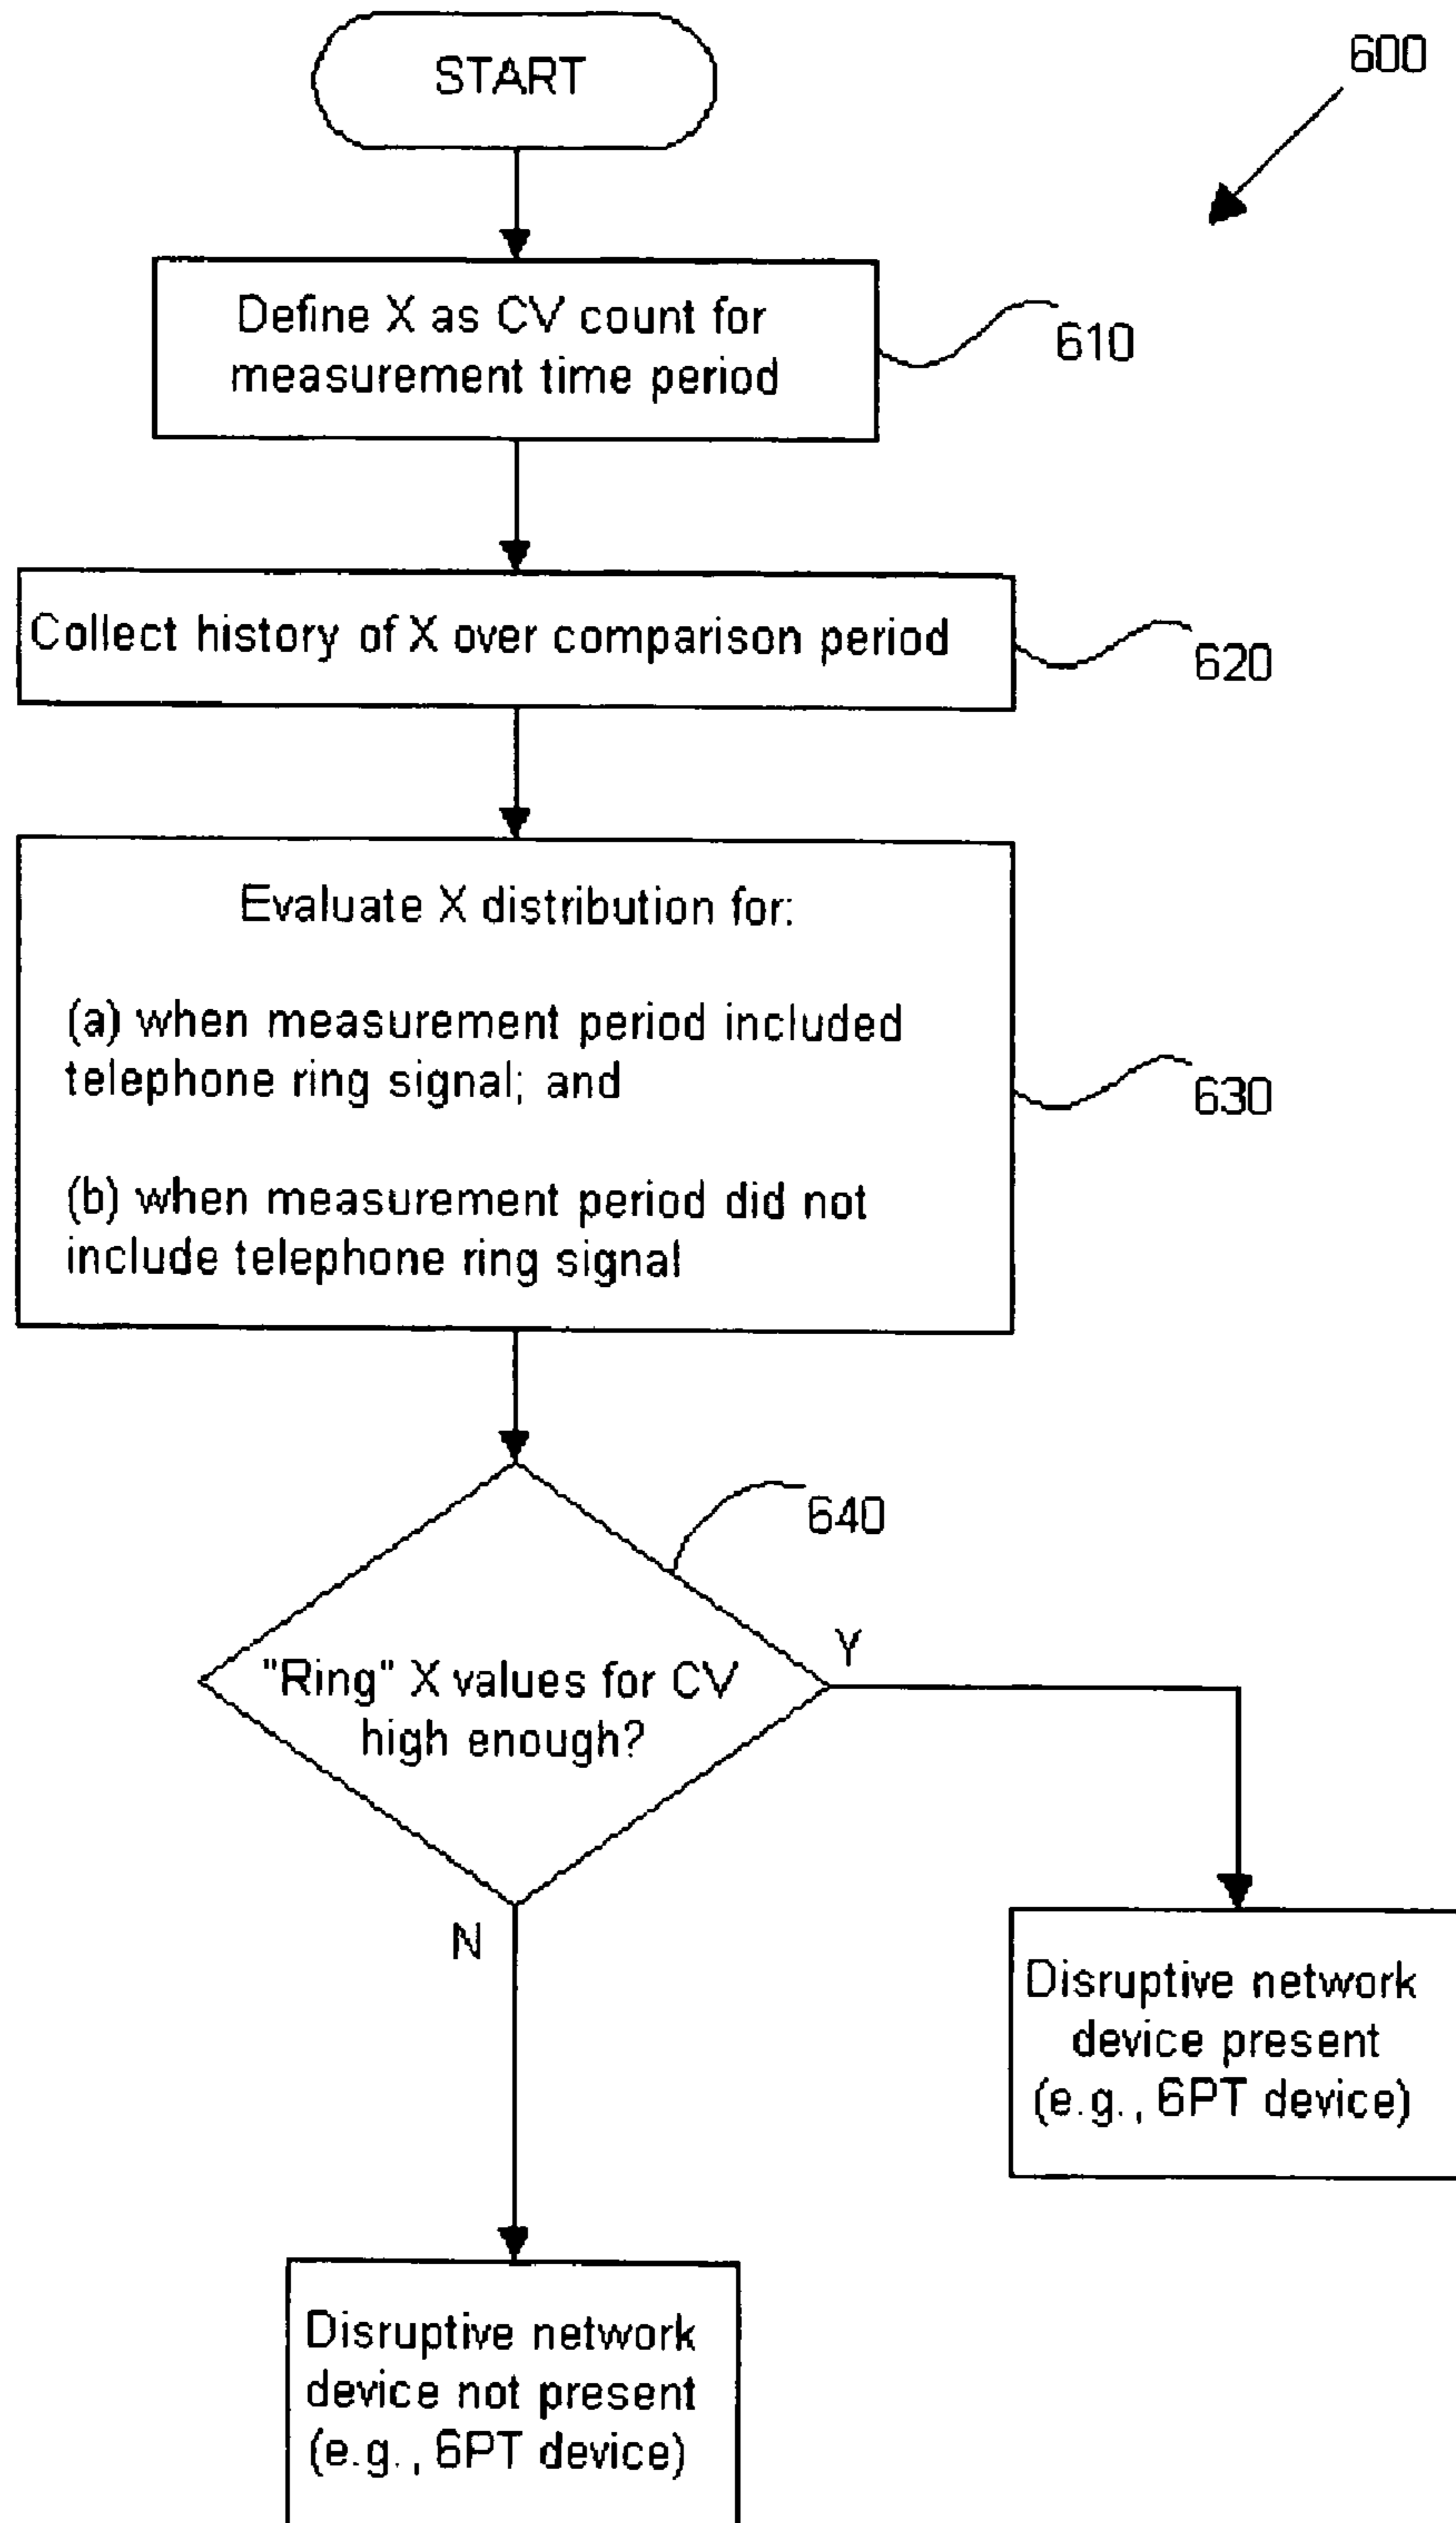 START
600
Define X as CV count for
measurement time period
610
Collect history of X over comparison period
620
Evaluate X distribution for:
(a) when measurement period included
telephone ring signal; and
(b) when measurement period did not
include telephone ring signal
630
640
"Ring" X values for CV
high enough?
Y
N
Disruptive network
device present
(e.g., 6PT device)
Disruptive network
device not present
(e.g., 6PT device)